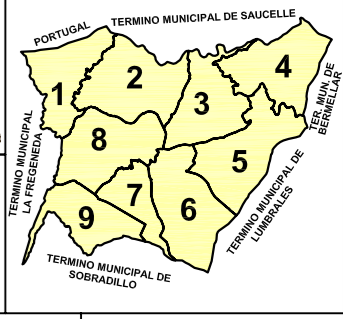 PORTUGAL
TERMINO MUNICIPAL DE SAUCELLE
TER. MUN. DE
BERMELLAR
TERMINO MUNICIPAL
LA FREGENEDA
1
2
3
4
8
5
7
6
9
TERMINO MUNICIPAL DE
LUMBRALES
TERMINO MUNICIPAL DE
SOBRADILLO